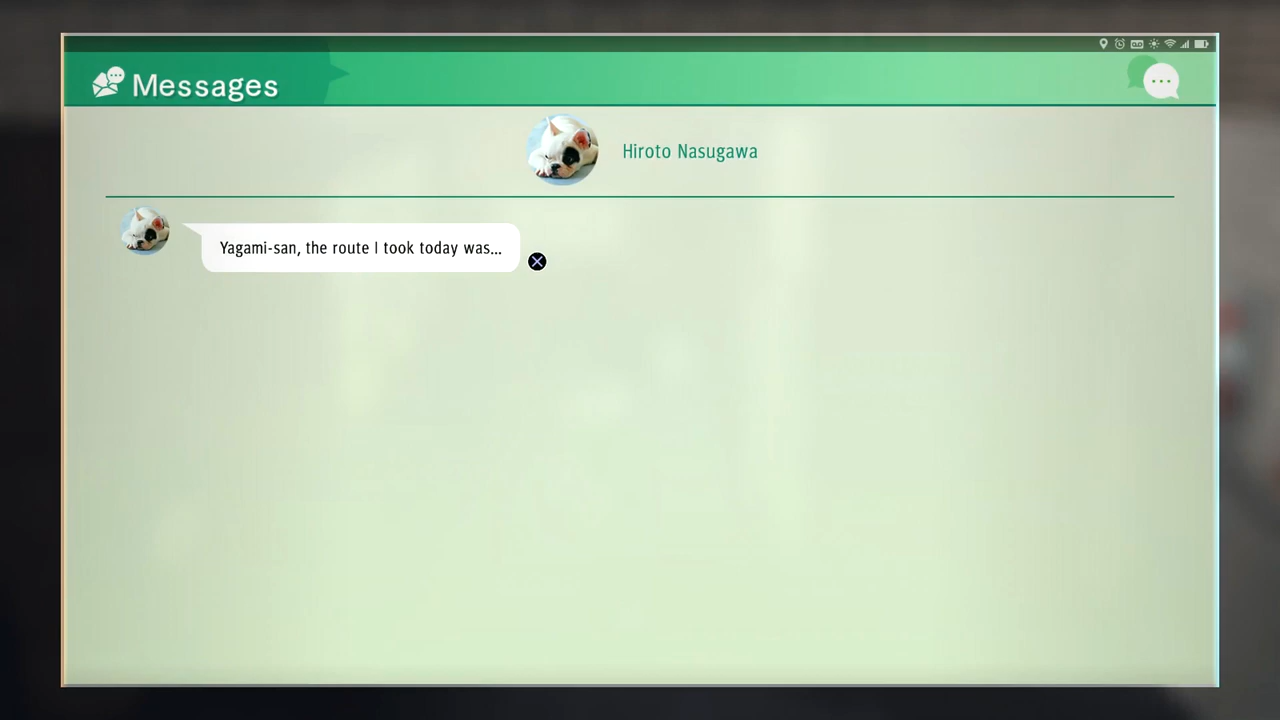 Messages
Hiroto Nasugawa
Yagami-san, the route I took today was...